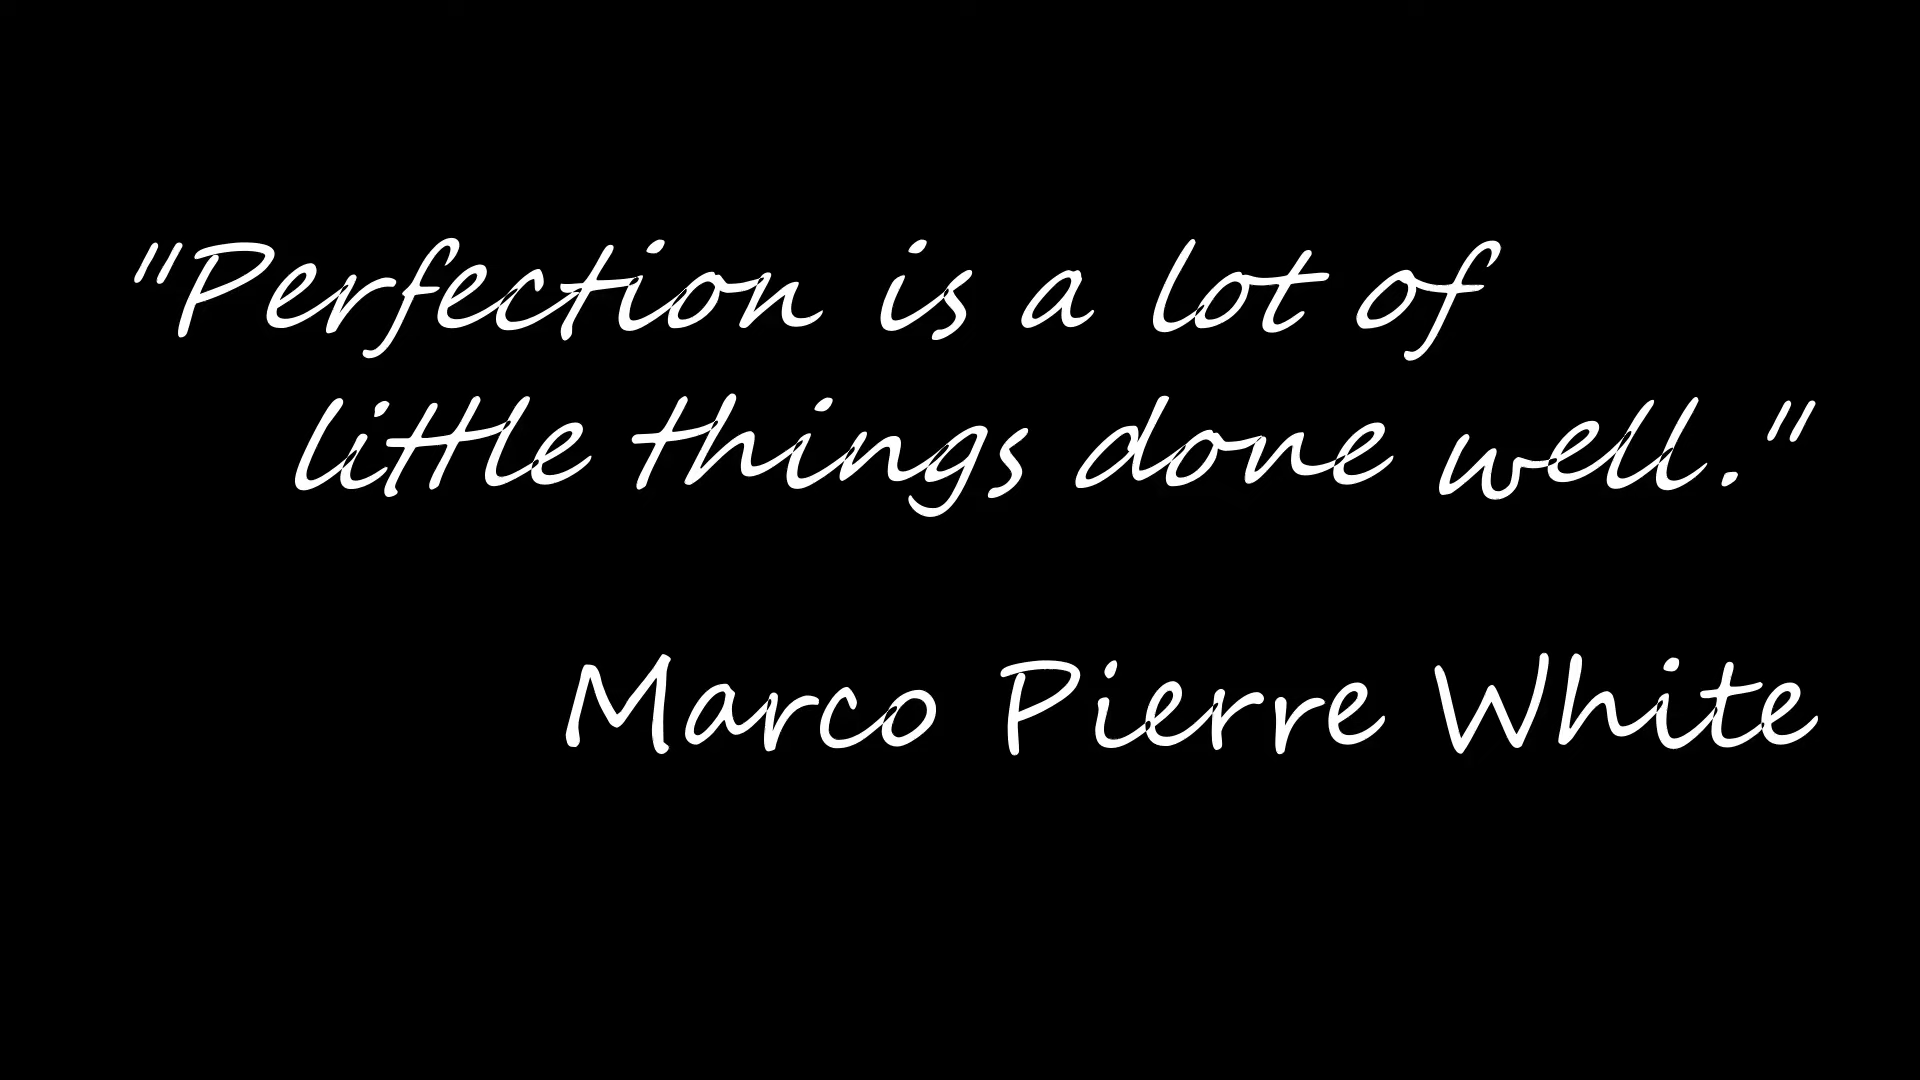 "Perfection is a lot of
little things done well."
Marco Pierre White